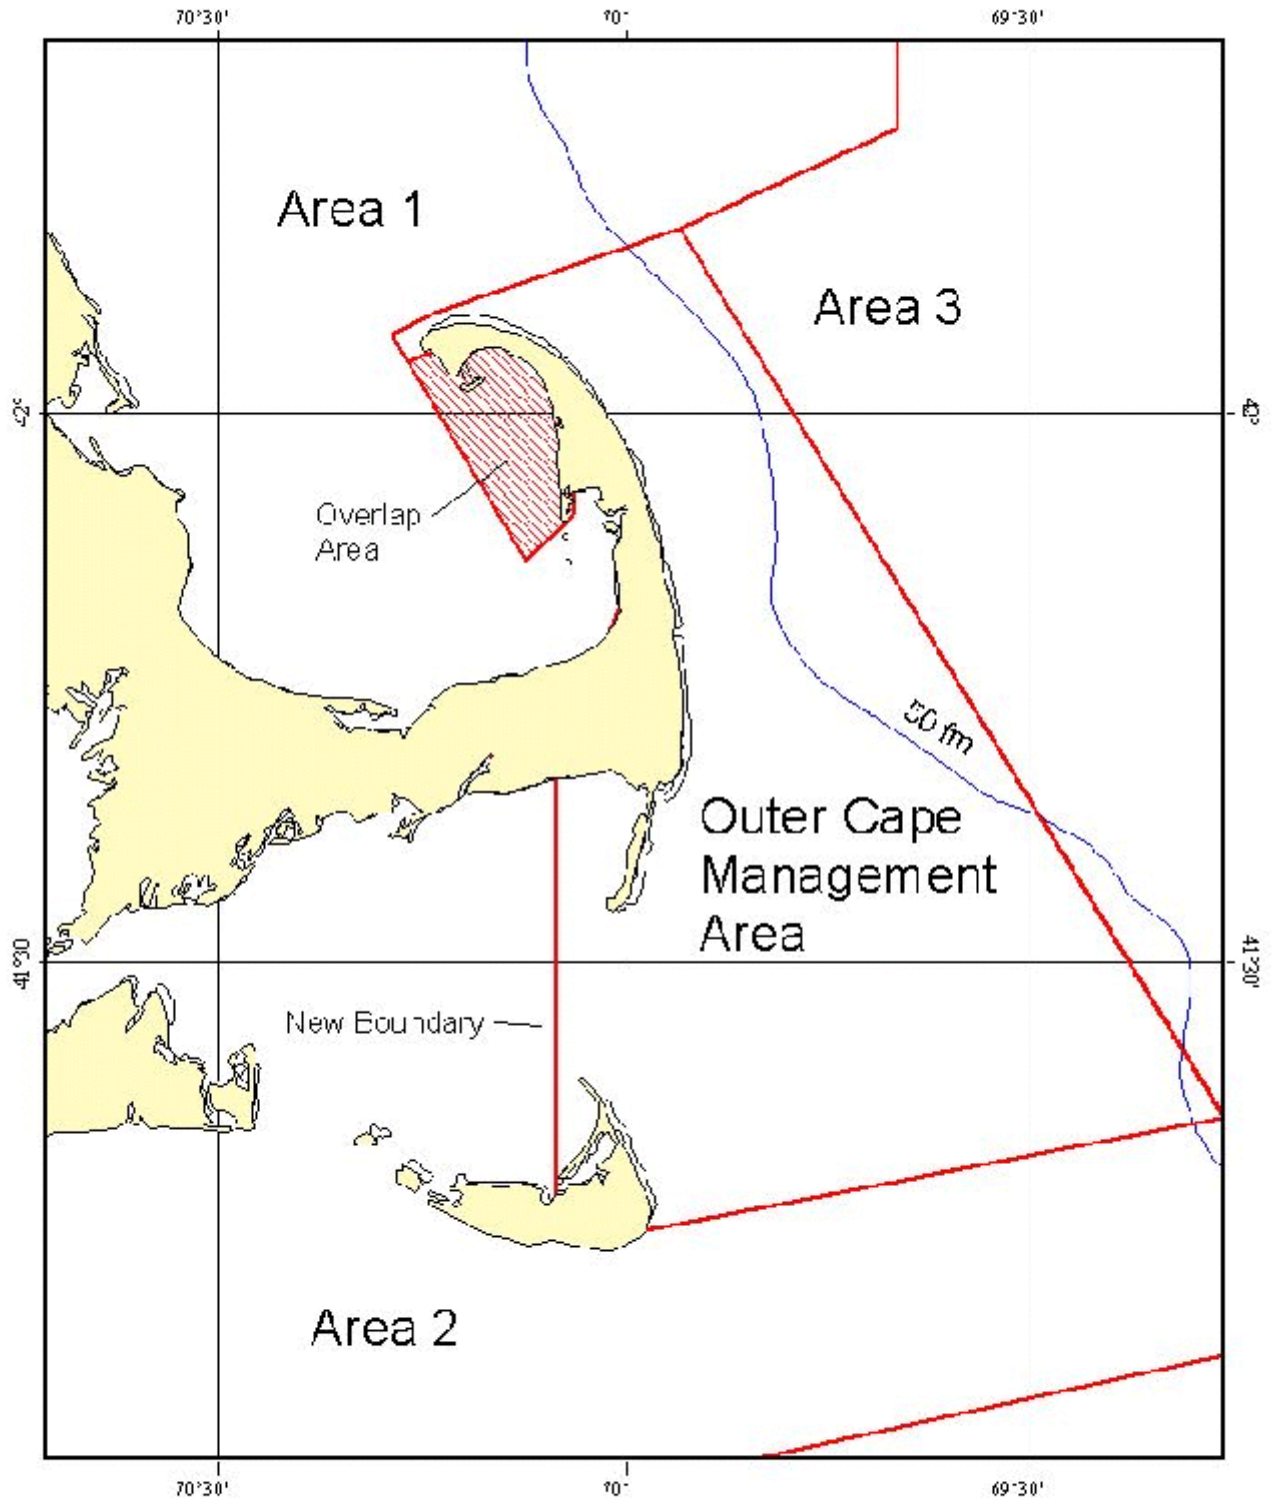 70°30'
70°
69°30'
Area 1
Area 3
42°
42°
Overlap
Area
50 fm
Outer Cape
Management
Area
41°30
41°30'
New Boundary
Area 2
70°30'
70°
69°30'